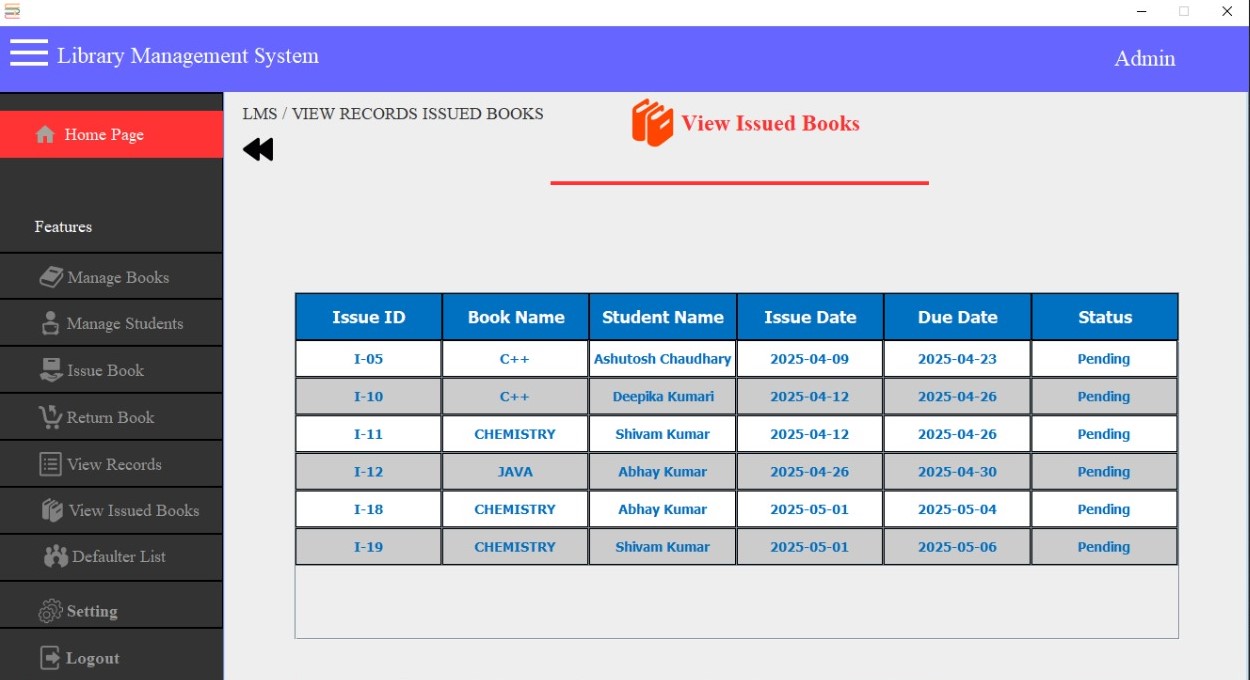 Library Management System
Admin
Home Page
Features
Manage Books
Manage Students
Issue Book
Return Book
View Records
View Issued Books
Defaulter List
Setting
Logout
LMS / VIEW RECORDS ISSUED BOOKS
View Issued Books
Issue ID Book Name Student Name Issue Date Due Date Status
I-05 C++ Ashutosh Chaudhary 2025-04-09 2025-04-23 Pending
I-10 C++ Deepika Kumari 2025-04-12 2025-04-26 Pending
I-11 CHEMISTRY Shivam Kumar 2025-04-12 2025-04-26 Pending
I-12 JAVA Abhay Kumar 2025-04-26 2025-04-30 Pending
I-18 CHEMISTRY Abhay Kumar 2025-05-01 2025-05-04 Pending
I-19 CHEMISTRY Shivam Kumar 2025-05-01 2025-05-06 Pending